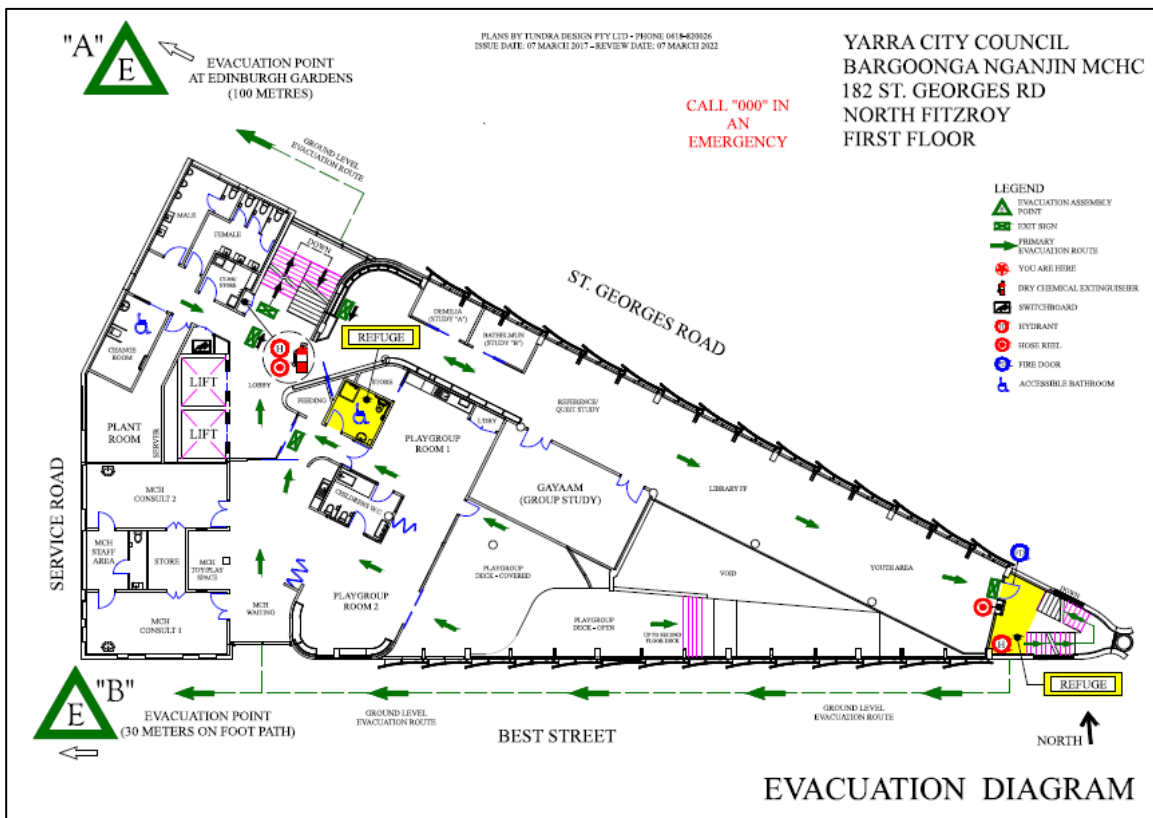 "A"
E
EVACUATION POINT
AT EDINBURGH GARDENS
(100 METRES)
PLANS BY TUNDRA DESIGN PTY LTD - PHONE 0418-820026
ISSUE DATE: 07 MARCH 2017 - REVIEW DATE: 07 MARCH 2022
CALL "000" IN
AN
EMERGENCY
YARRA CITY COUNCIL
BARGOONGA NGANJIN MCHC
182 ST. GEORGES RD
NORTH FITZROY
FIRST FLOOR
LEGEND
EVACUATION ASSEMBLY
POINT
EXIT SIGN
PRIMARY
EVACUATION ROUTE
YOU ARE HERE
DRY CHEMICAL EXTINGUISHER
SWITCHBOARD
H
HYDRANT
HOSE REEL
FIRE DOOR
ACCESSIBLE BATHROOM
GROUND LEVEL
EVACUATION ROUTE
MALE
FEMALE
DOWN
CLNR/
STORE
CHANGE
ROOM
H
REFUGE
DEMILIA
(STUDY "A")
BATHELMUS
(STUDY "B")
ST. GEORGES ROAD
LIFT
LIFT
LOBBY
FEEDING
STORE
L'DRY
REFERENCE/
QUIET STUDY
PLANT
ROOM
SERVER
PLAYGROUP
ROOM 1
GAYAAM
(GROUP STUDY)
LIBRARY FF
SERVICE ROAD
MCH
CONSULT 2
CHILDRENS W.C.
MCH
STAFF
AREA
STORE
MCH
TOY/PLAY
SPACE
PLAYGROUP
DECK - COVERED
VOID
YOUTH AREA
DOWN
MCH
CONSULT 1
MCH
WAITING
PLAYGROUP
ROOM 2
PLAYGROUP
DECK - OPEN
UP TO SECOND
FLOOR DECK
H
REFUGE
"B"
E
EVACUATION POINT
(30 METERS ON FOOT PATH)
GROUND LEVEL
EVACUATION ROUTE
GROUND LEVEL
EVACUATION ROUTE
BEST STREET
NORTH
EVACUATION DIAGRAM